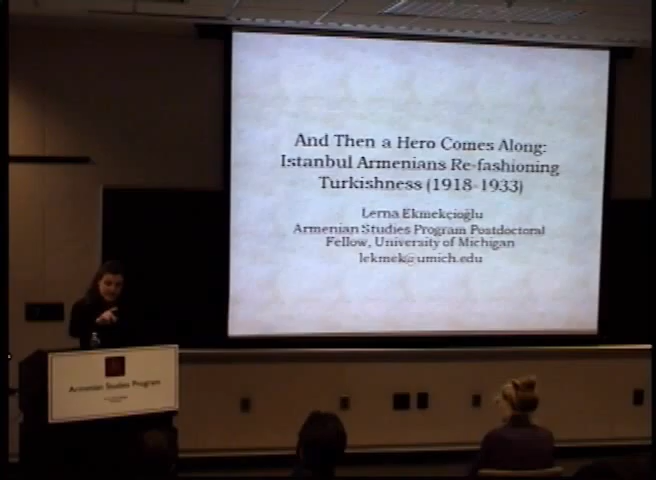 And Then a Hero Comes Along:
Istanbul Armenians Re-fashioning
Turkishness (1918-1933)
Lerna Ekmekçioğlu
Armenian Studies Program Postdoctoral
Fellow, University of Michigan
lekmek@umich.edu
Armenian Studies Program